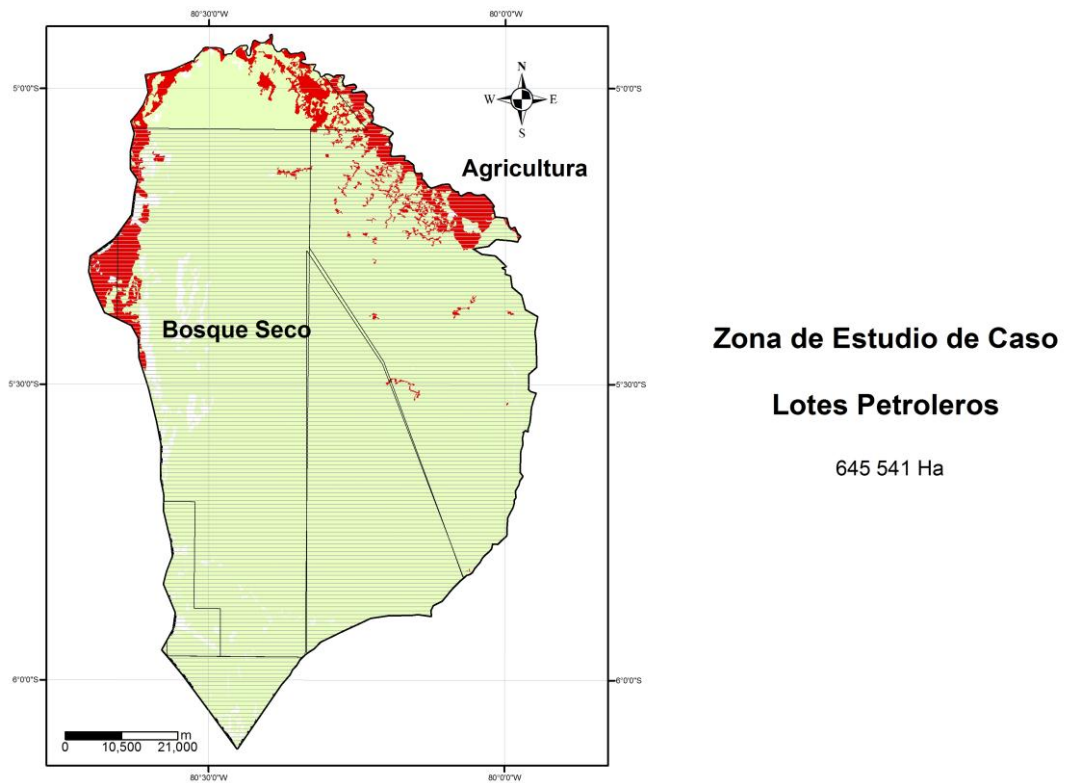 80°30'0"W 80°0'0"W
N
W E
S
5°0'0"S 5°0'0"S
Agricultura
Bosque Seco
Zona de Estudio de Caso
5°30'0"S 5°30'0"S
Lotes Petroleros
645 541 Ha
6°0'0"S 6°0'0"S
m
0 10,500 21,000
80°30'0"W 80°0'0"W